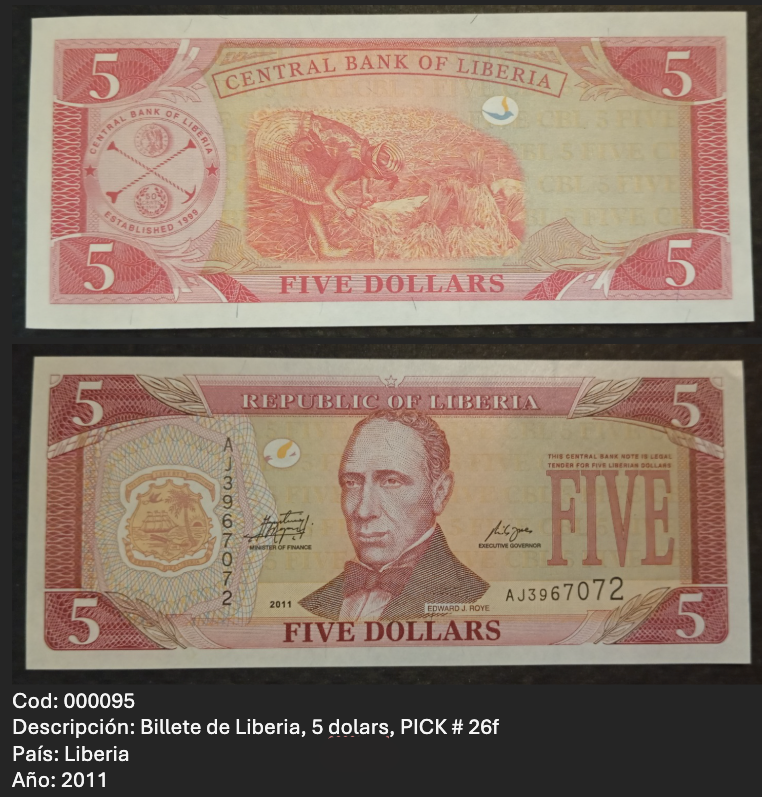 5 5
CENTRAL BANK OF LIBERIA
CENTRAL BANK OF LIBERIA
ESTABLISHED 1999
5 FIVE DOLLARS 5
5 5
REPUBLIC OF LIBERIA
AJ3967072
THIS CENTRAL BANK NOTE IS LEGAL
TENDER FOR FIVE LIBERIAN DOLLARS
FIVE
MINISTER OF FINANCE
EXECUTIVE GOVERNOR
2011
EDWARD J. ROYE
AJ3967072
5 FIVE DOLLARS 5
Cod: 000095
Descripción: Billete de Liberia, 5 dolars, PICK # 26f
País: Liberia
Año: 2011